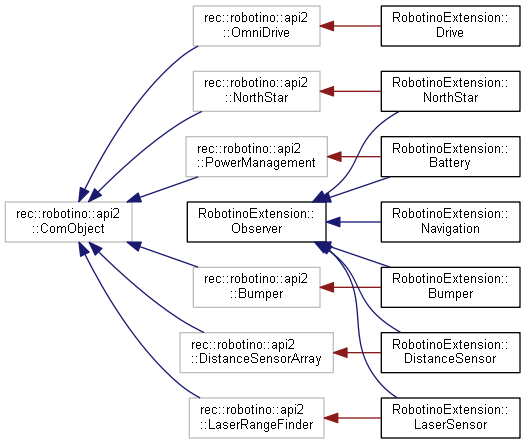 rec::robotino::api2
::OmniDrive
RobotinoExtension::
Drive
rec::robotino::api2
::NorthStar
RobotinoExtension::
NorthStar
rec::robotino::api2
::PowerManagement
RobotinoExtension::
Battery
rec::robotino::api2
::ComObject
RobotinoExtension::
Observer
RobotinoExtension::
Navigation
rec::robotino::api2
::Bumper
RobotinoExtension::
Bumper
rec::robotino::api2
::DistanceSensorArray
RobotinoExtension::
DistanceSensor
rec::robotino::api2
::LaserRangeFinder
RobotinoExtension::
LaserSensor